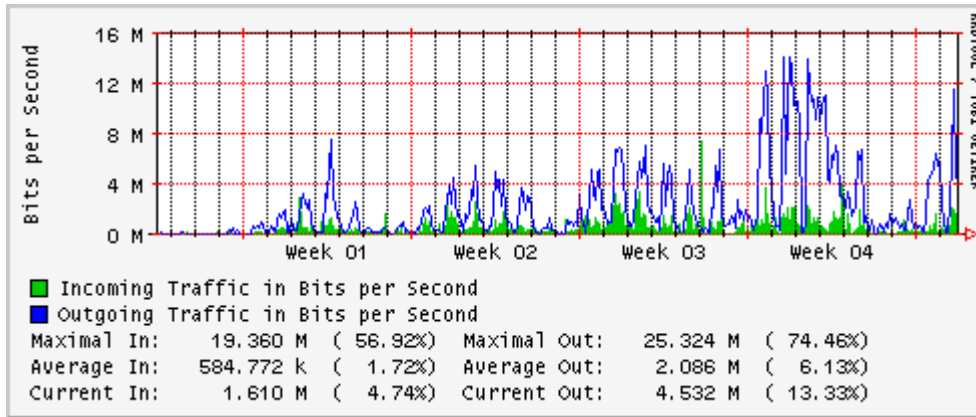 Bits per Second
16 M
12 M
8 M
4 M
0 M
Week 01 Week 02 Week 03 Week 04
Incoming Traffic in Bits per Second
Outgoing Traffic in Bits per Second
Maximal In: 19.360 M ( 56.92%) Maximal Out: 25.324 M ( 74.46%)
Average In: 584.772 k ( 1.72%) Average Out: 2.086 M ( 6.13%)
Current In: 1.610 M ( 4.74%) Current Out: 4.532 M ( 13.33%)